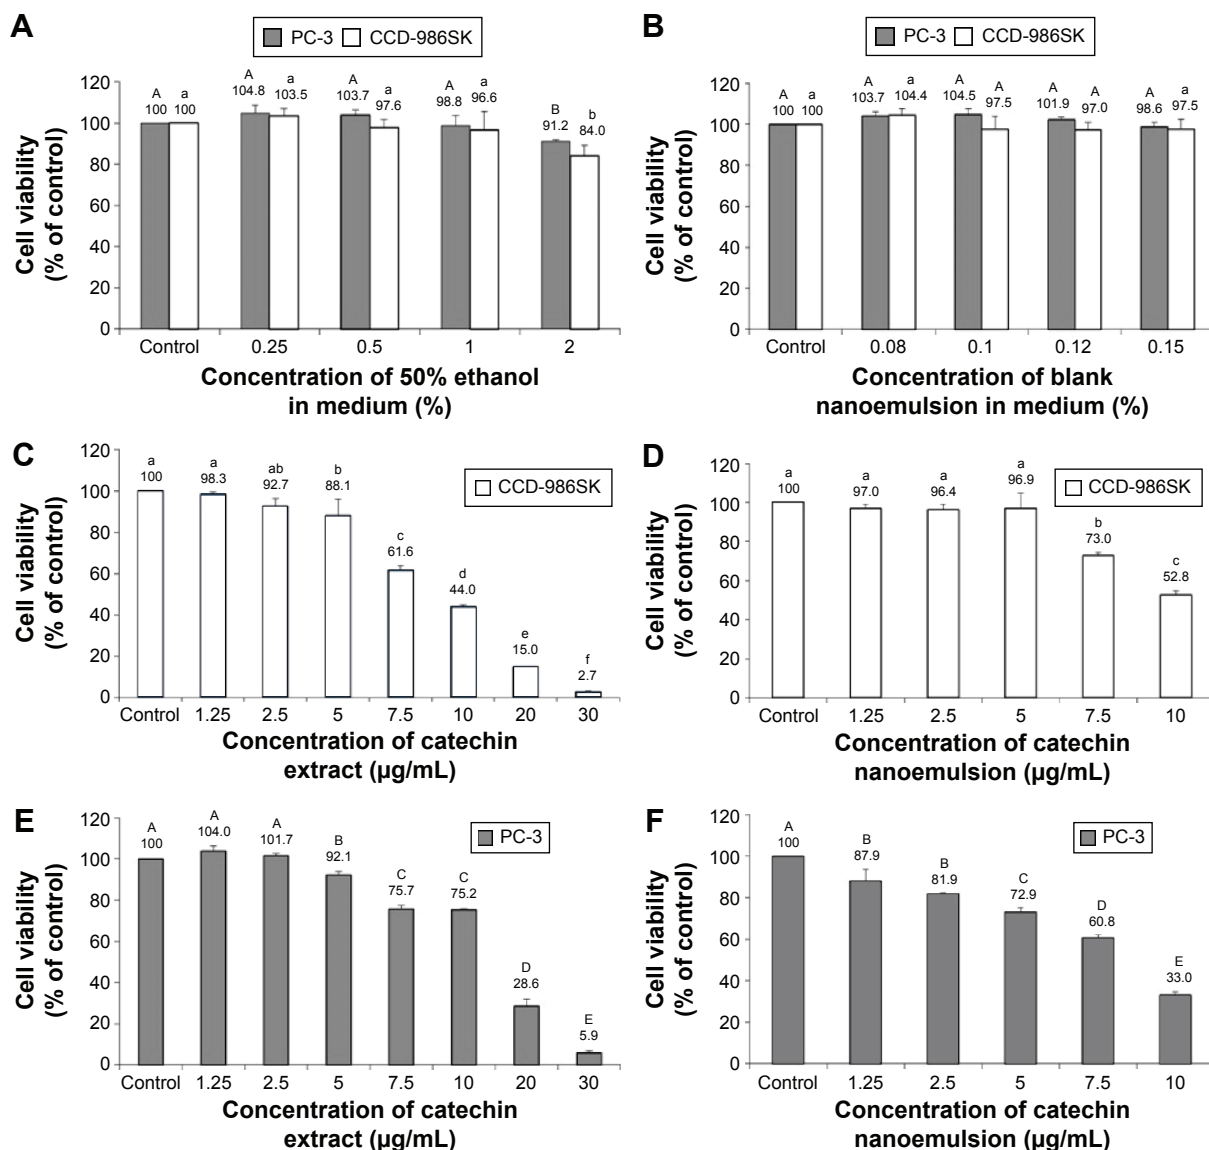 A
PC-3 CCD-986SK
Cell viability
(% of control)
120
100
80
60
40
20
0
A
100
a
100
A
104.8
a
103.5
A
103.7
a
97.6
A
98.8
a
96.6
B
91.2
b
84.0
Control 0.25 0.5 1 2
Concentration of 50% ethanol
in medium (%)
B
PC-3 CCD-986SK
Cell viability
(% of control)
120
100
80
60
40
20
0
A
100
a
100
A
103.7
a
104.4
A
104.5
A
97.5
A
101.9
A
97.0
A
98.6
a
97.5
Control 0.08 0.1 0.12 0.15
Concentration of blank
nanoemulsion in medium (%)
C
CCD-986SK
Cell viability
(% of control)
120
100
80
60
40
20
0
a
100
a
98.3
ab
92.7
b
88.1
c
61.6
d
44.0
e
15.0
f
2.7
Control 1.25 2.5 5 7.5 10 20 30
Concentration of catechin
extract (µg/mL)
D
CCD-986SK
Cell viability
(% of control)
120
100
80
60
40
20
0
a
100
a
97.0
a
96.4
a
96.9
b
73.0
c
52.8
Control 1.25 2.5 5 7.5 10
Concentration of catechin
nanoemulsion (µg/mL)
E
PC-3
Cell viability
(% of control)
120
100
80
60
40
20
0
A
100
A
104.0
A
101.7
B
92.1
C
75.7
C
75.2
D
28.6
E
5.9
Control 1.25 2.5 5 7.5 10 20 30
Concentration of catechin
extract (µg/mL)
F
PC-3
Cell viability
(% of control)
120
100
80
60
40
20
0
A
100
B
87.9
B
81.9
C
72.9
D
60.8
E
33.0
Control 1.25 2.5 5 7.5 10
Concentration of catechin
nanoemulsion (µg/mL)